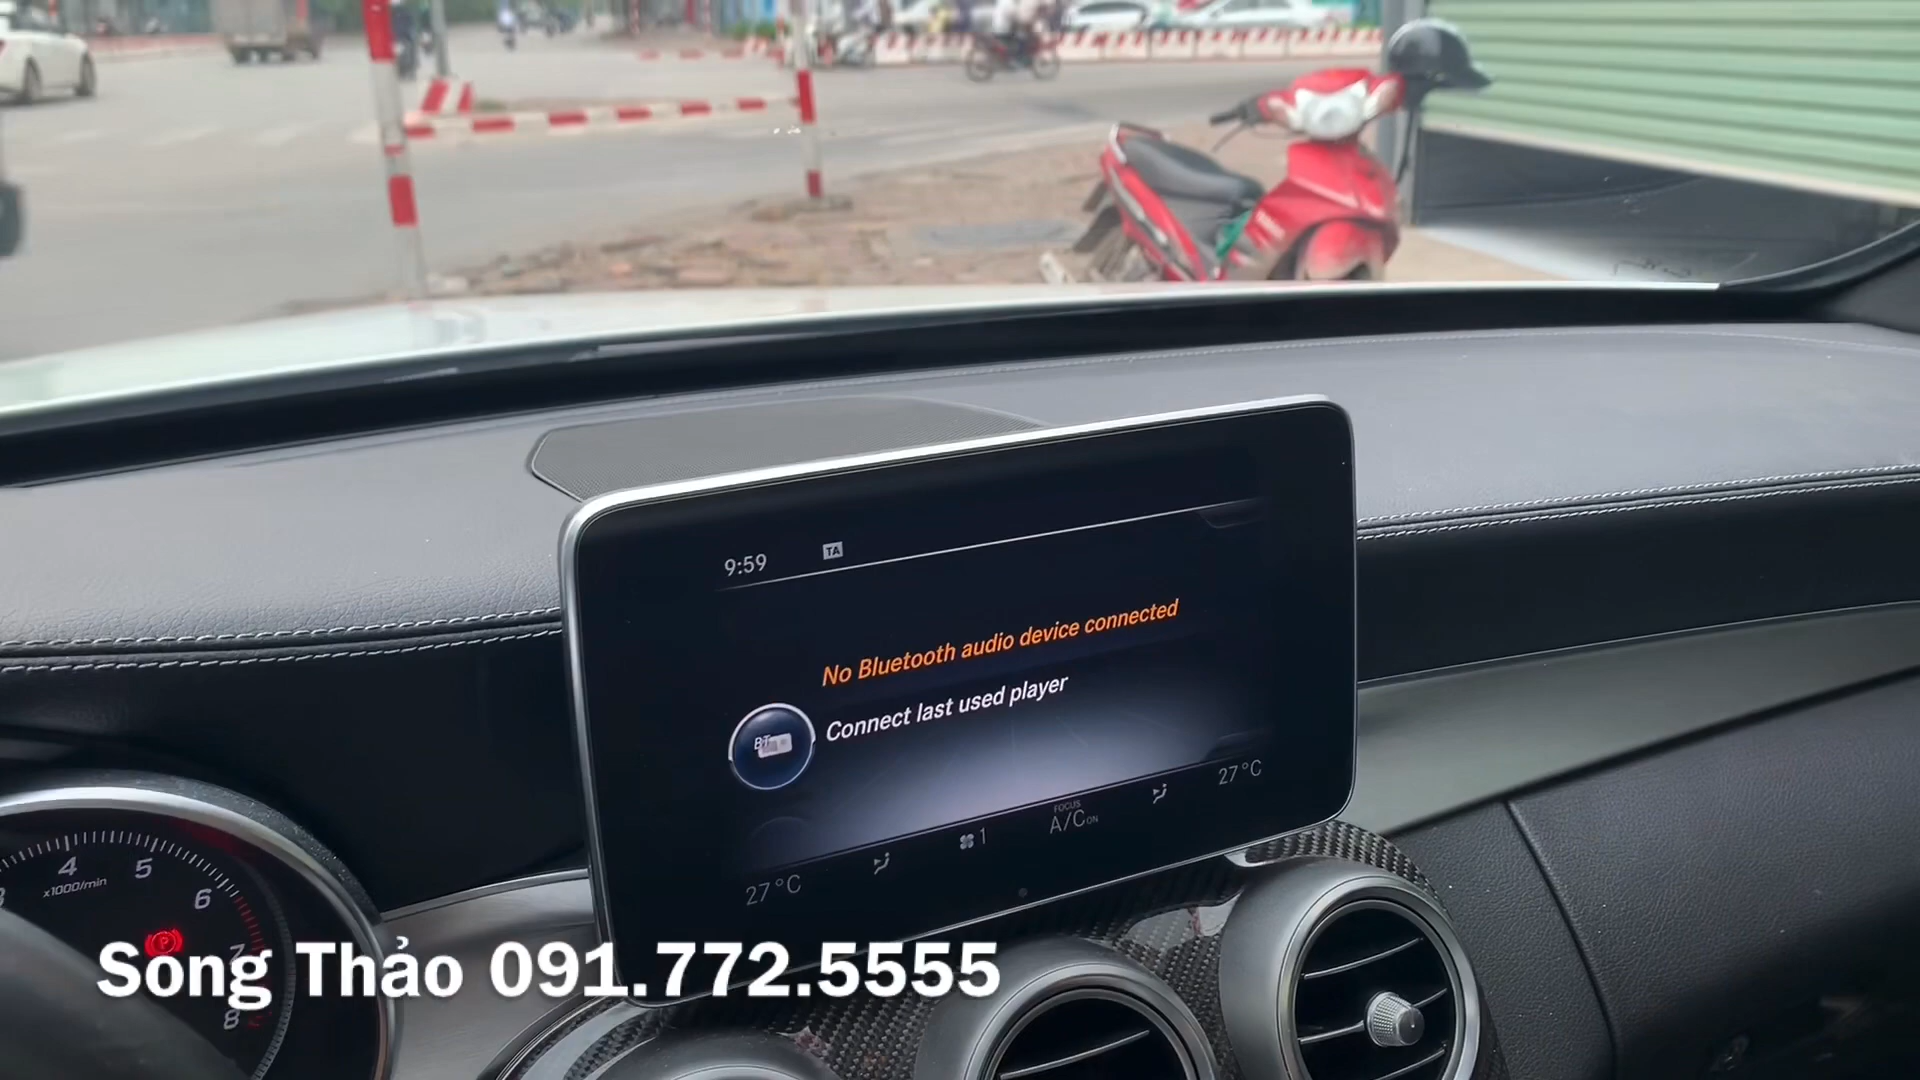 9:59
TA
No Bluetooth audio device connected
BT
Connect last used player
27°C
1
FOCUS
A/C ON
27°C
4
5
6
7
8
x1000/min
P
Song Thảo 091.772.5555